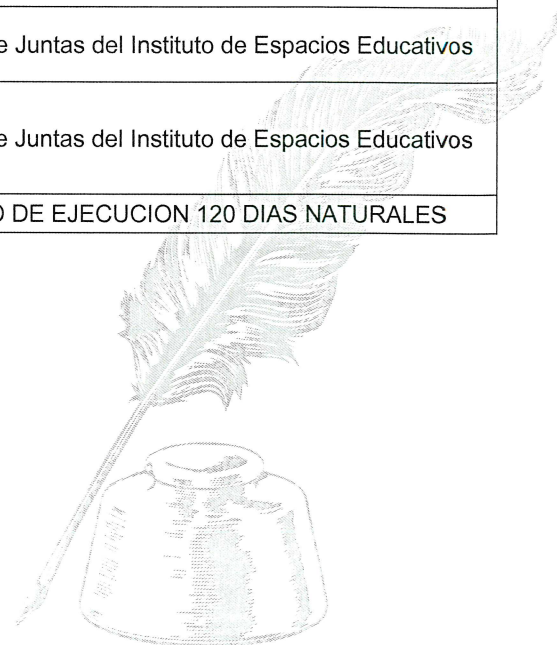 e Juntas del Instituto de Espacios Educativos
e Juntas del Instituto de Espacios Educativos
O DE EJECUCION 120 DIAS NATURALES